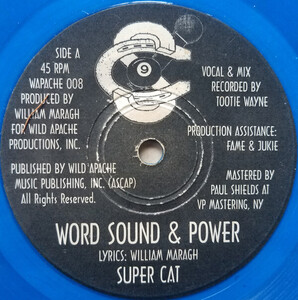 SIDE A
45 RPM
WAPACHE 008
PRODUCED BY
WILLIAM MARAGH
FOR WILD APACHE
PRODUCTIONS, INC.
PUBLISHED BY WILD APACHE
MUSIC PUBLISHING, INC. (ASCAP)
All Rights Reserved.
9
VOCAL & MIX
RECORDED BY
TOOTIE WAYNE
PRODUCTION ASSISTANCE:
FAME & JUKIE
MASTERED BY
PAUL SHIELDS AT
VP MASTERING, NY
WORD SOUND & POWER
LYRICS: WILLIAM MARAGH
SUPER CAT